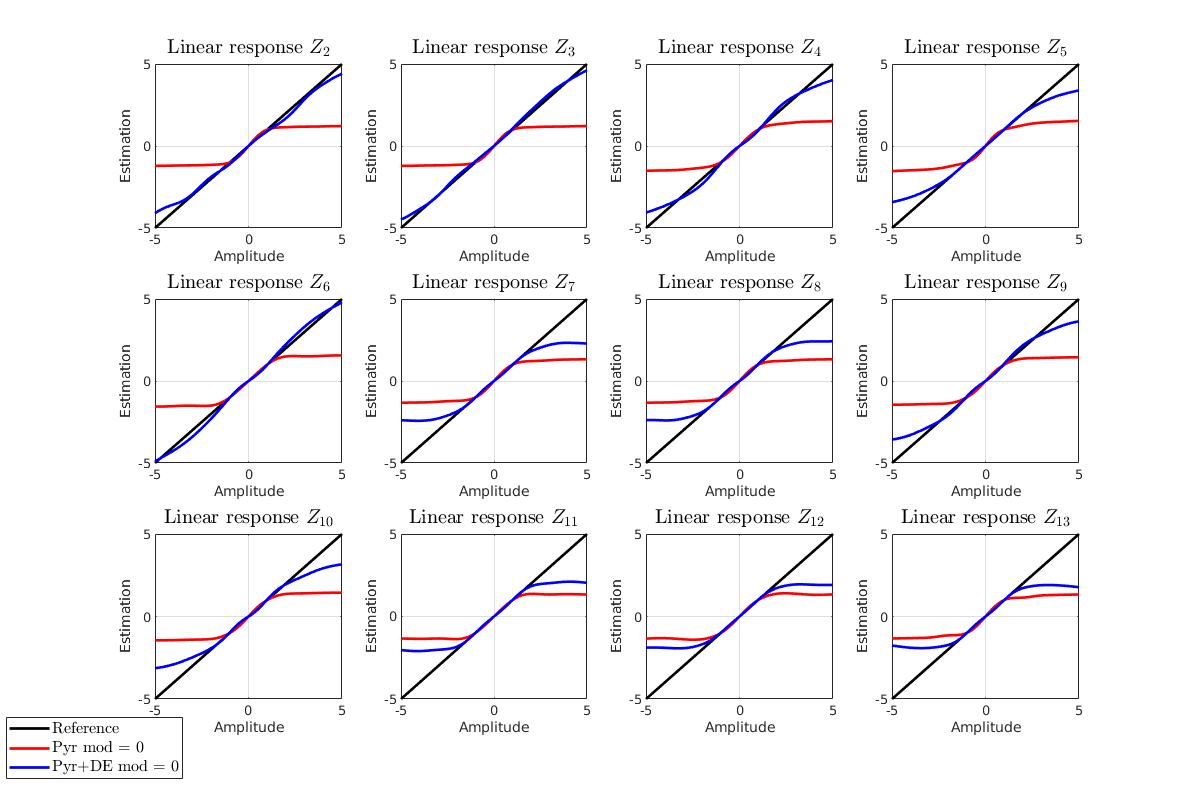 Linear response Z2 Linear response Z3 Linear response Z4 Linear response Z5
5 5 5 5
Estimation Estimation Estimation Estimation
0 0 0 0
-5 -5 -5 -5
-5 0 5 -5 0 5 -5 0 5 -5 0 5
Amplitude Amplitude Amplitude Amplitude
Linear response Z6 Linear response Z7 Linear response Z8 Linear response Z9
5 5 5 5
Estimation Estimation Estimation Estimation
0 0 0 0
-5 -5 -5 -5
-5 0 5 -5 0 5 -5 0 5 -5 0 5
Amplitude Amplitude Amplitude Amplitude
Linear response Z10 Linear response Z11 Linear response Z12 Linear response Z13
5 5 5 5
Estimation Estimation Estimation Estimation
0 0 0 0
-5 -5 -5 -5
-5 0 5 -5 0 5 -5 0 5 -5 0 5
Amplitude Amplitude Amplitude Amplitude
Reference
Pyr mod = 0
Pyr+DE mod = 0